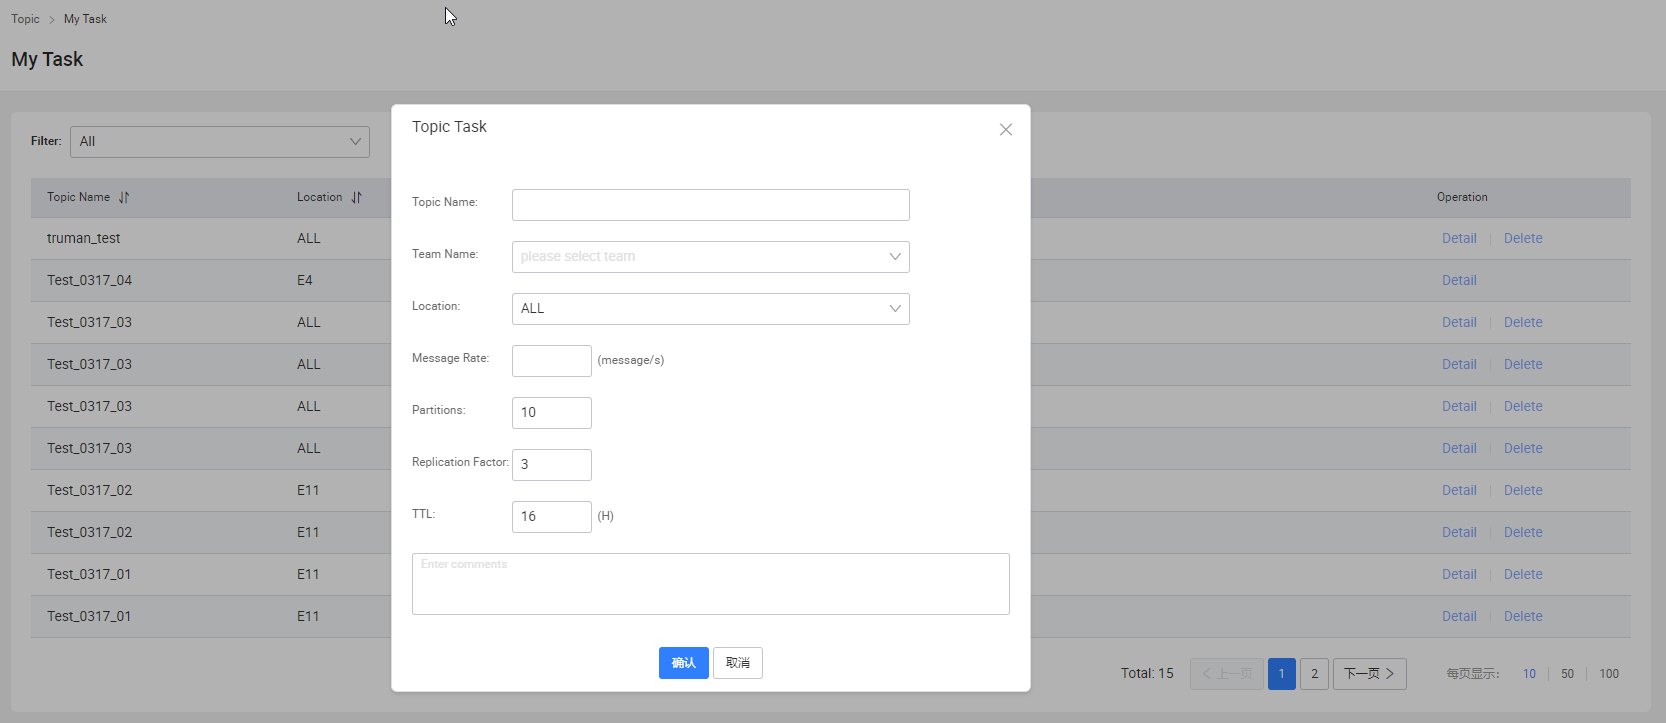 Topic > My Task
My Task
Filter: All
Topic Name Location Operation
truman_test ALL Detail Delete
Test_0317_04 E4 Detail
Test_0317_03 ALL Detail Delete
Test_0317_03 ALL Detail Delete
Test_0317_03 ALL Detail Delete
Test_0317_03 ALL Detail Delete
Test_0317_02 E11 Detail Delete
Test_0317_02 E11 Detail Delete
Test_0317_01 E11 Detail Delete
Test_0317_01 E11 Detail Delete
Total: 15 上一页 1 2 下一页 每页显示: 10 50 100
Topic Task
Topic Name:
Team Name: please select team
Location: ALL
Message Rate: (message/s)
Partitions: 10
Replication Factor: 3
TTL: 16 (H)
Enter comments
确认 取消